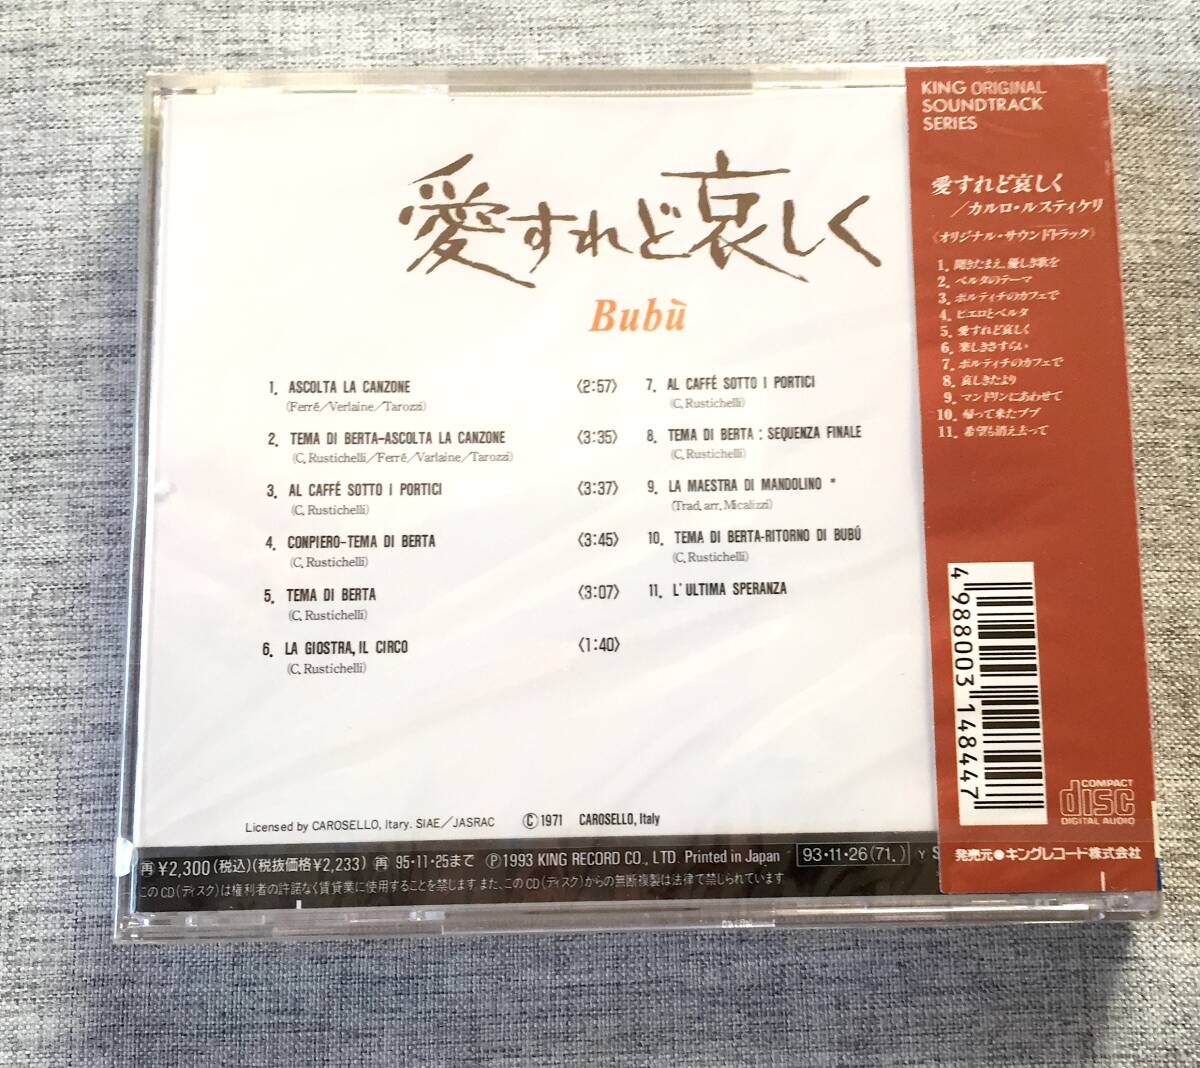 愛すれど哀しく
Bubù
1. ASCOLTA LA CANZONE 〈2:57〉
(Ferré/Verlaine/Tarozzi)
2. TEMA DI BERTA-ASCOLTA LA CANZONE 〈3:35〉
(C, Rustichelli/Ferré/Varlaine/Tarozzi)
3. AL CAFFÉ SOTTO I PORTICI 〈3:37〉
(C, Rustichelli)
4. CONPIERO-TEMA DI BERTA 〈3:45〉
(C, Rustichelli)
5. TEMA DI BERTA 〈3:07〉
(C, Rustichelli)
6. LA GIOSTRA, IL CIRCO 〈1:40〉
(C, Rustichelli)
7. AL CAFFÉ SOTTO I PORTICI
(C, Rustichelli)
8. TEMA DI BERTA : SEQUENZA FINALE
(C, Rustichelli)
9. LA MAESTRA DI MANDOLINO *
(Trad, arr, Micalizzi)
10. TEMA DI BERTA-RITORNO DI BUBÚ
(C, Rustichelli)
11. L'ULTIMA SPERANZA
Licensed by CAROSELLO, Itary. SIAE/JASRAC Ⓒ1971 CAROSELLO, Italy
再 ¥2,300(税込)(税抜価格¥2,233) 再 95・11・25まで Ⓟ1993 KING RECORD CO., LTD. Printed in Japan 93・11・26(71.) Y S
このCD(ディスク)は権利者の許諾なく賃貸業に使用することを禁じます また、このCD(ディスク)からの無断複製は法律で禁じられています
KING ORIGINAL
SOUNDTRACK
SERIES
愛すれど哀しく
/カルロ・ルスティケリ
《オリジナル・サウンドトラック》
1. 聞きたまえ、優しき歌を
2. ベルタのテーマ
3. ポルティチのカフェで
4. ピエロとベルタ
5. 愛すれど哀しく
6. 楽しきさすらい
7. ポルティチのカフェで
8. 哀しきたより
9. マンドリンにあわせて
10. 帰って来たブブ
11. 希望も消え去って
4988003148447
COMPACT
disc
DIGITAL AUDIO
発売元●キングレコード株式会社